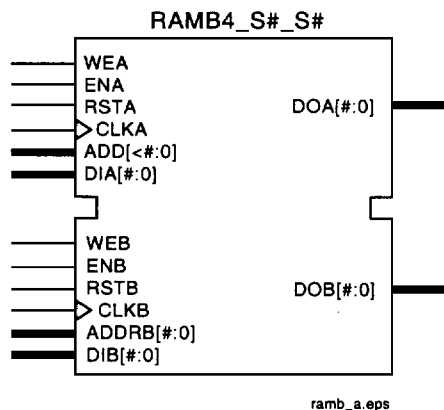 RAMB4_S#_S#
WEA
ENA
RSTA
CLKA
ADD[<#:0]
DIA[#:0]
DOA[#:0]
WEB
ENB
RSTB
CLKB
ADDRB[#:0]
DIB[#:0]
DOB[#:0]
ramb_a.eps